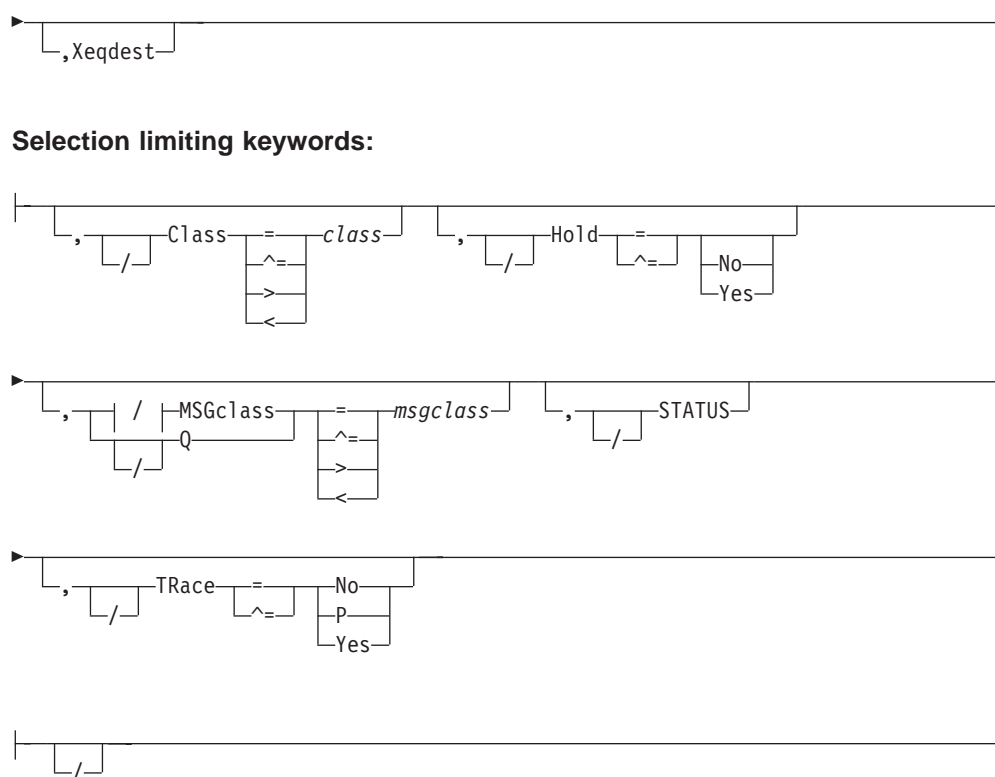 ,Xeqdest
Selection limiting keywords:
, / Class = class , / Hold = No
^= ^= Yes
>
<
, / MSGclass = msgclass , / STATUS
/ Q ^=
>
<
, / TRace = No
^= P
Yes
/